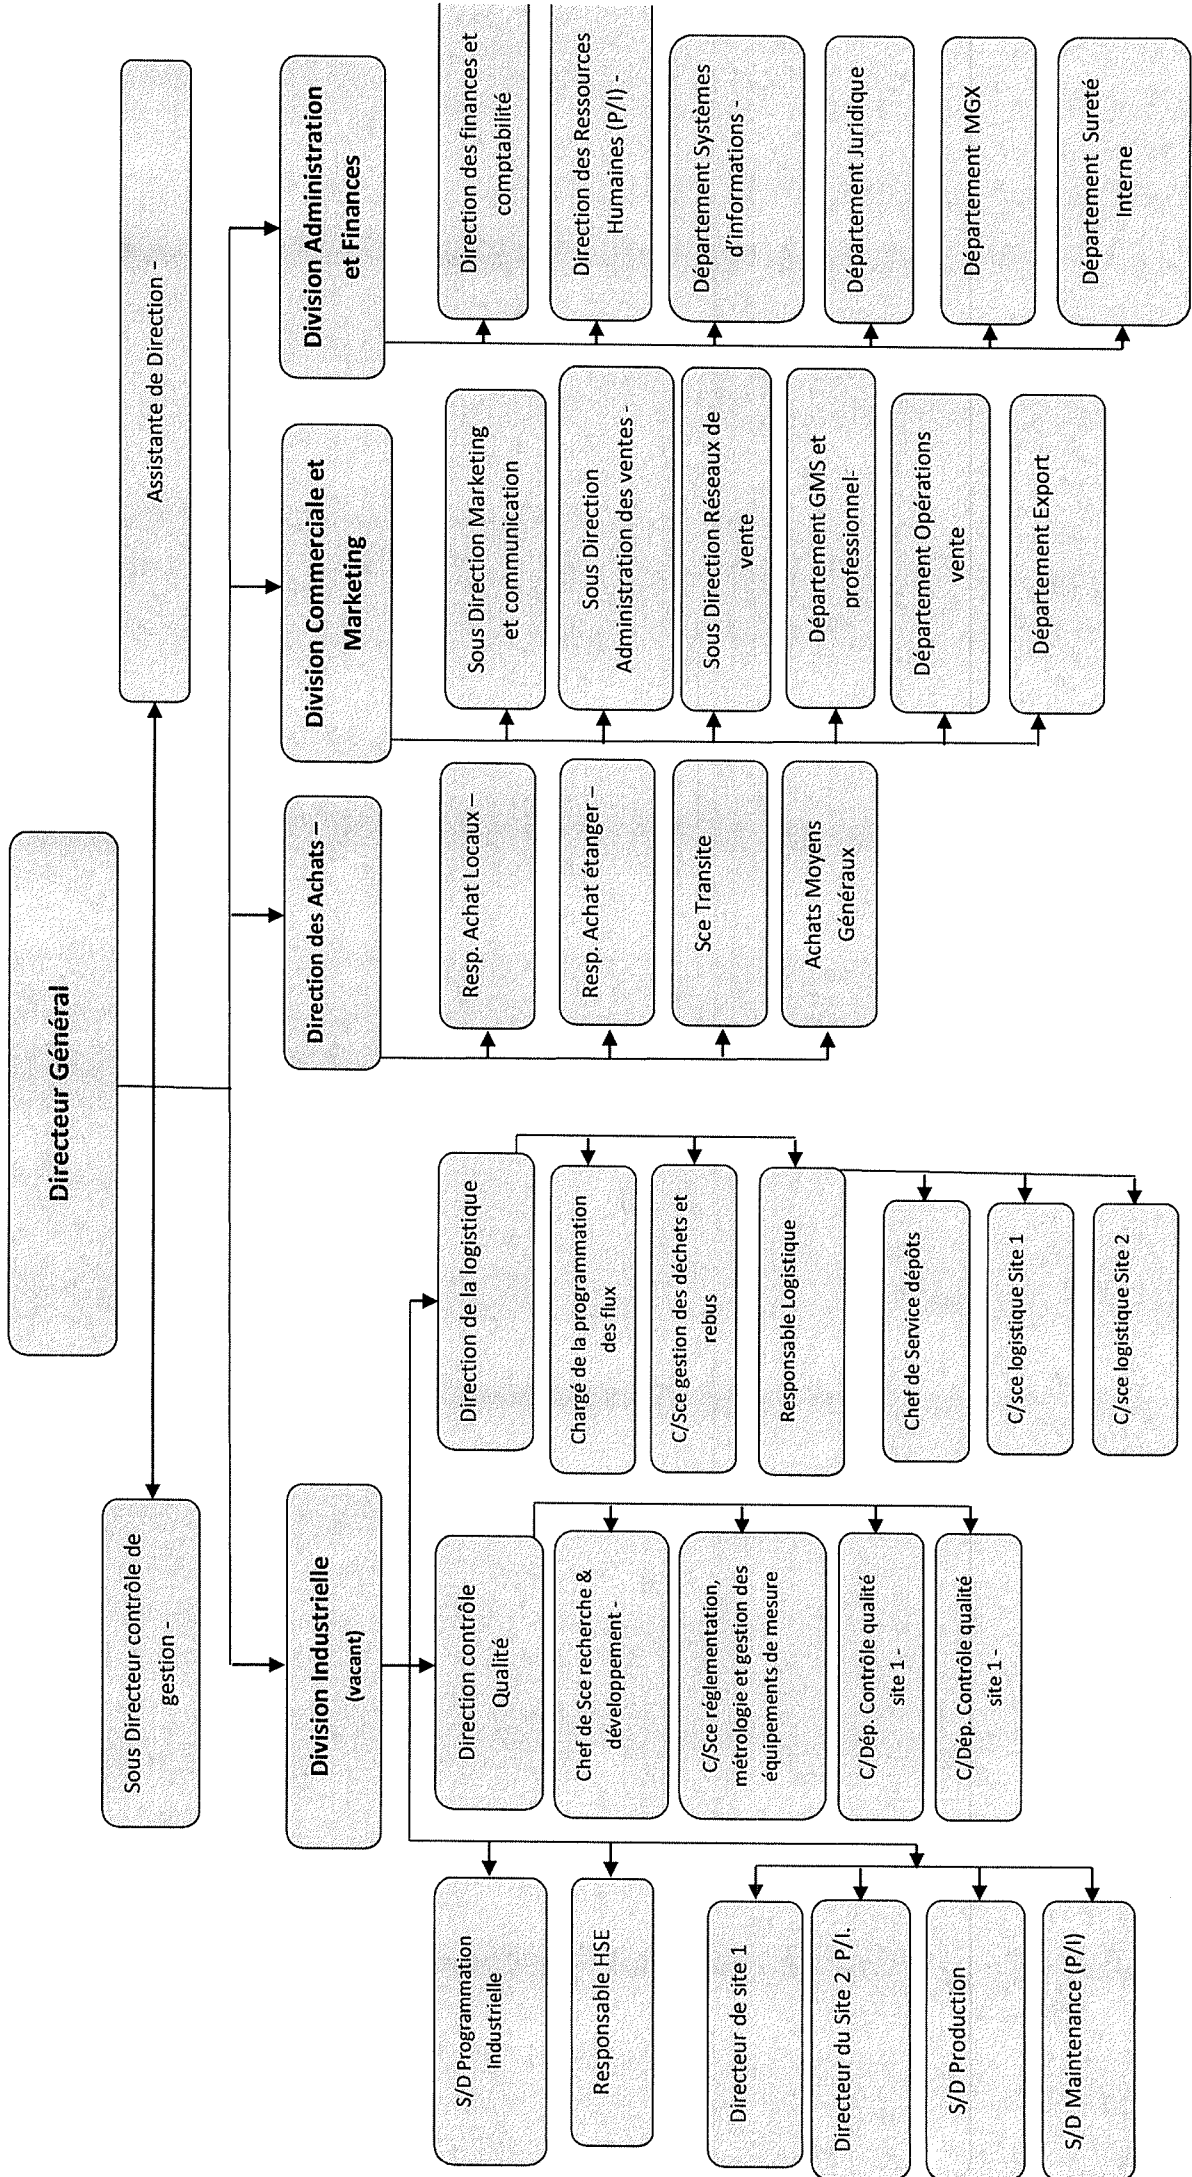 Directeur Général
Sous Directeur contrôle de
gestion -
Assistante de Direction –
Division Industrielle
(vacant)
Direction des Achats –
Division Commerciale et
Marketing
Division Administration
et Finances
S/D Programmation
Industrielle
Responsable HSE
Directeur de site 1
Directeur du Site 2 P/I.
S/D Production
S/D Maintenance (P/I)
Direction contrôle
Qualité
Chef de Sce recherche &
développement -
C/Sce réglementation,
métrologie et gestion des
équipements de mesure
C/Dép. Contrôle qualité
site 1 -
C/Dép. Contrôle qualité
site 1 -
Direction de la logistique
Chargé de la programmation
des flux
C/Sce gestion des déchets et
rebus
Responsable Logistique
Chef de Service dépôts
C/sce logistique Site 1
C/sce logistique Site 2
Resp. Achat Locaux –
Resp. Achat étanger –
Sce Transite
Achats Moyens
Généraux
Sous Direction Marketing
et communication
Sous Direction
Administration des ventes -
Sous Direction Réseaux de
vente
Département GMS et
professionnel-
Département Opérations
vente
Département Export
Direction des finances et
comptabilité
Direction des Ressources
Humaines (P/I) -
Département Systèmes
d'informations -
Département Juridique
Département MGX
Département Sureté
Interne